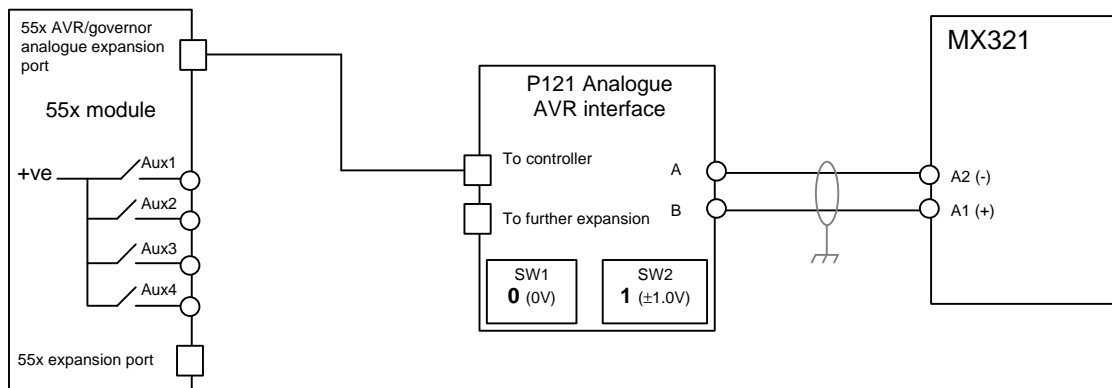 55x AVR/governor
analogue expansion
port
55x module
+ve
Aux1
Aux2
Aux3
Aux4
55x expansion port
P121 Analogue
AVR interface
To controller
A
To further expansion
B
SW1
0 (0V)
SW2
1 (±1.0V)
MX321
A2 (-)
A1 (+)